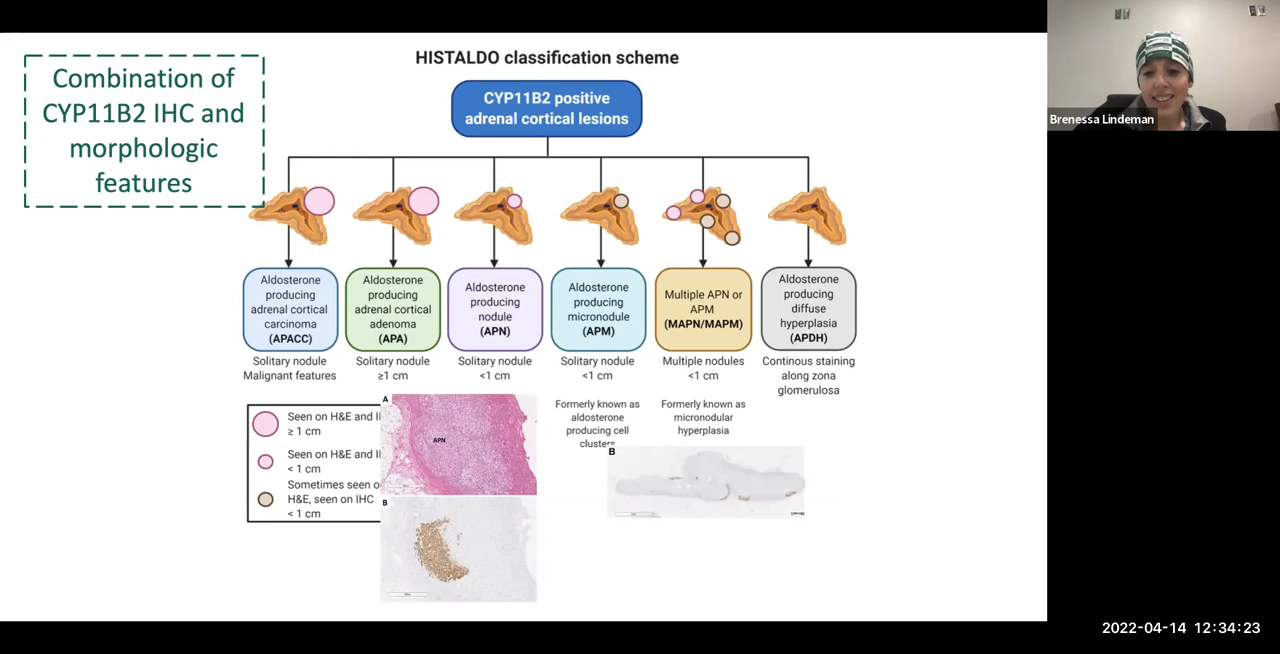 HISTALDO classification scheme
Combination of
CYP11B2 IHC and
morphologic
features
CYP11B2 positive
adrenal cortical lesions
Brenessa Lindeman
Aldosterone
producing
adrenal cortical
carcinoma
(APACC)
Solitary nodule
Malignant features
Aldosterone
producing
adrenal cortical
adenoma
(APA)
Solitary nodule
≥1 cm
Aldosterone
producing
nodule
(APN)
Solitary nodule
<1 cm
Aldosterone
producing
micronodule
(APM)
Solitary nodule
<1 cm
Formerly known as
aldosterone
producing cell
clusters
Multiple APN or
APM
(MAPN/MAPM)
Multiple nodules
<1 cm
Formerly known as
micronodular
hyperplasia
Aldosterone
producing
diffuse
hyperplasia
(APDH)
Continous staining
along zona
glomerulosa
Seen on H&E and
≥ 1 cm
Seen on H&E and
< 1 cm
Sometimes seen
H&E, seen on IHC
< 1 cm
A
APN
B
B
2022-04-14 12:34:23